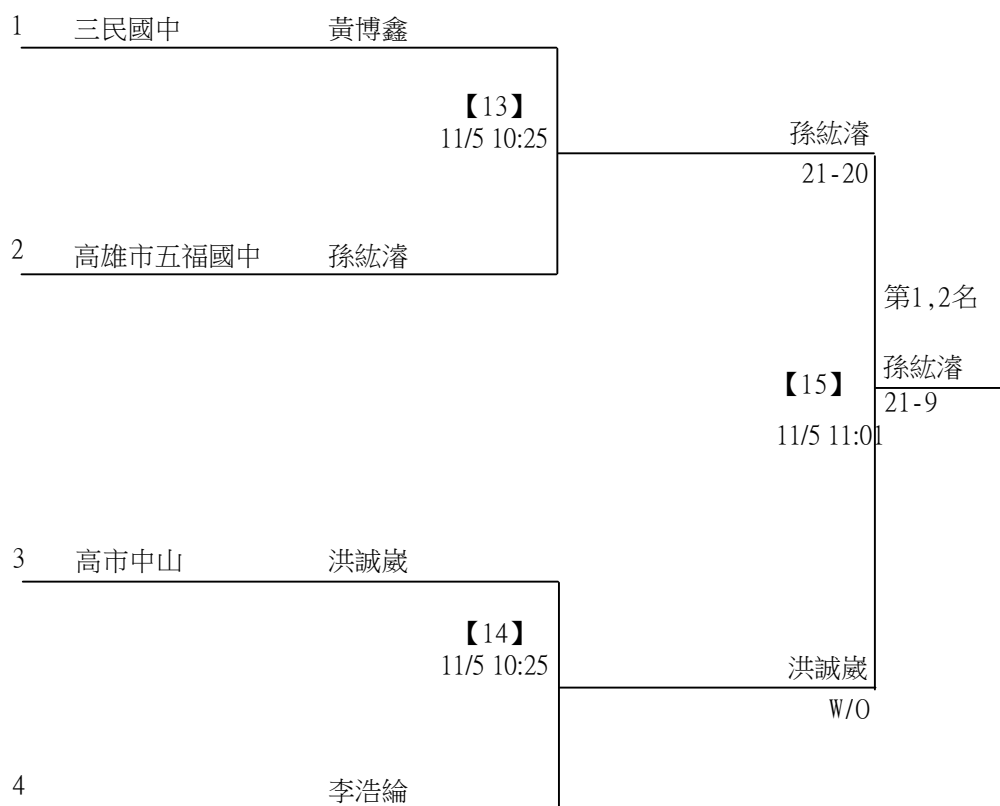 1 三民國中 黃博鑫
【13】
11/5 10:25
孫紘濬
21-20
2 高雄市五福國中 孫紘濬
第1,2名
孫紘濬
【15】
21-9
11/5 11:01
3 高市中山 洪誠崴
【14】
11/5 10:25
洪誠崴
W/O
4 李浩綸